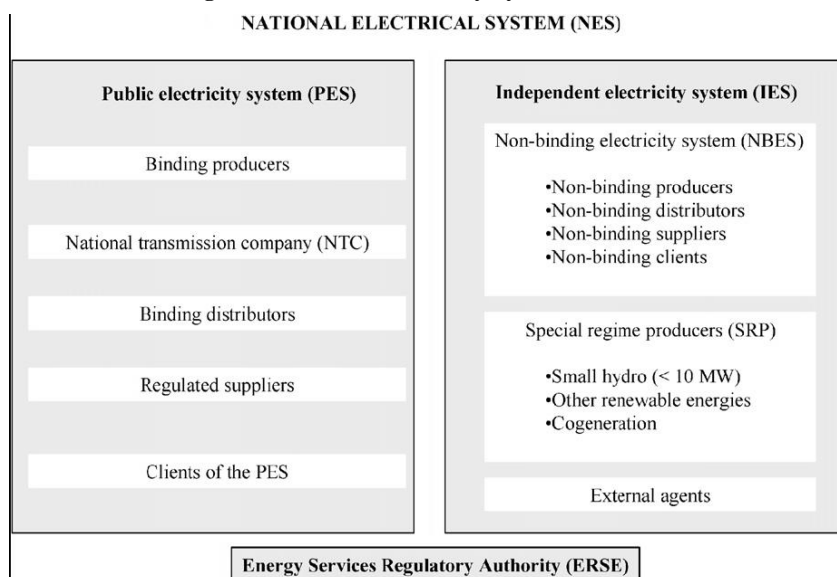 NATIONAL ELECTRICAL SYSTEM (NES)
Public electricity system (PES)
Binding producers
National transmission company (NTC)
Binding distributors
Regulated suppliers
Clients of the PES
Independent electricity system (IES)
Non-binding electricity system (NBES)
•Non-binding producers
•Non-binding distributors
•Non-binding suppliers
•Non-binding clients
Special regime producers (SRP)
•Small hydro (< 10 MW)
•Other renewable energies
•Cogeneration
External agents
Energy Services Regulatory Authority (ERSE)